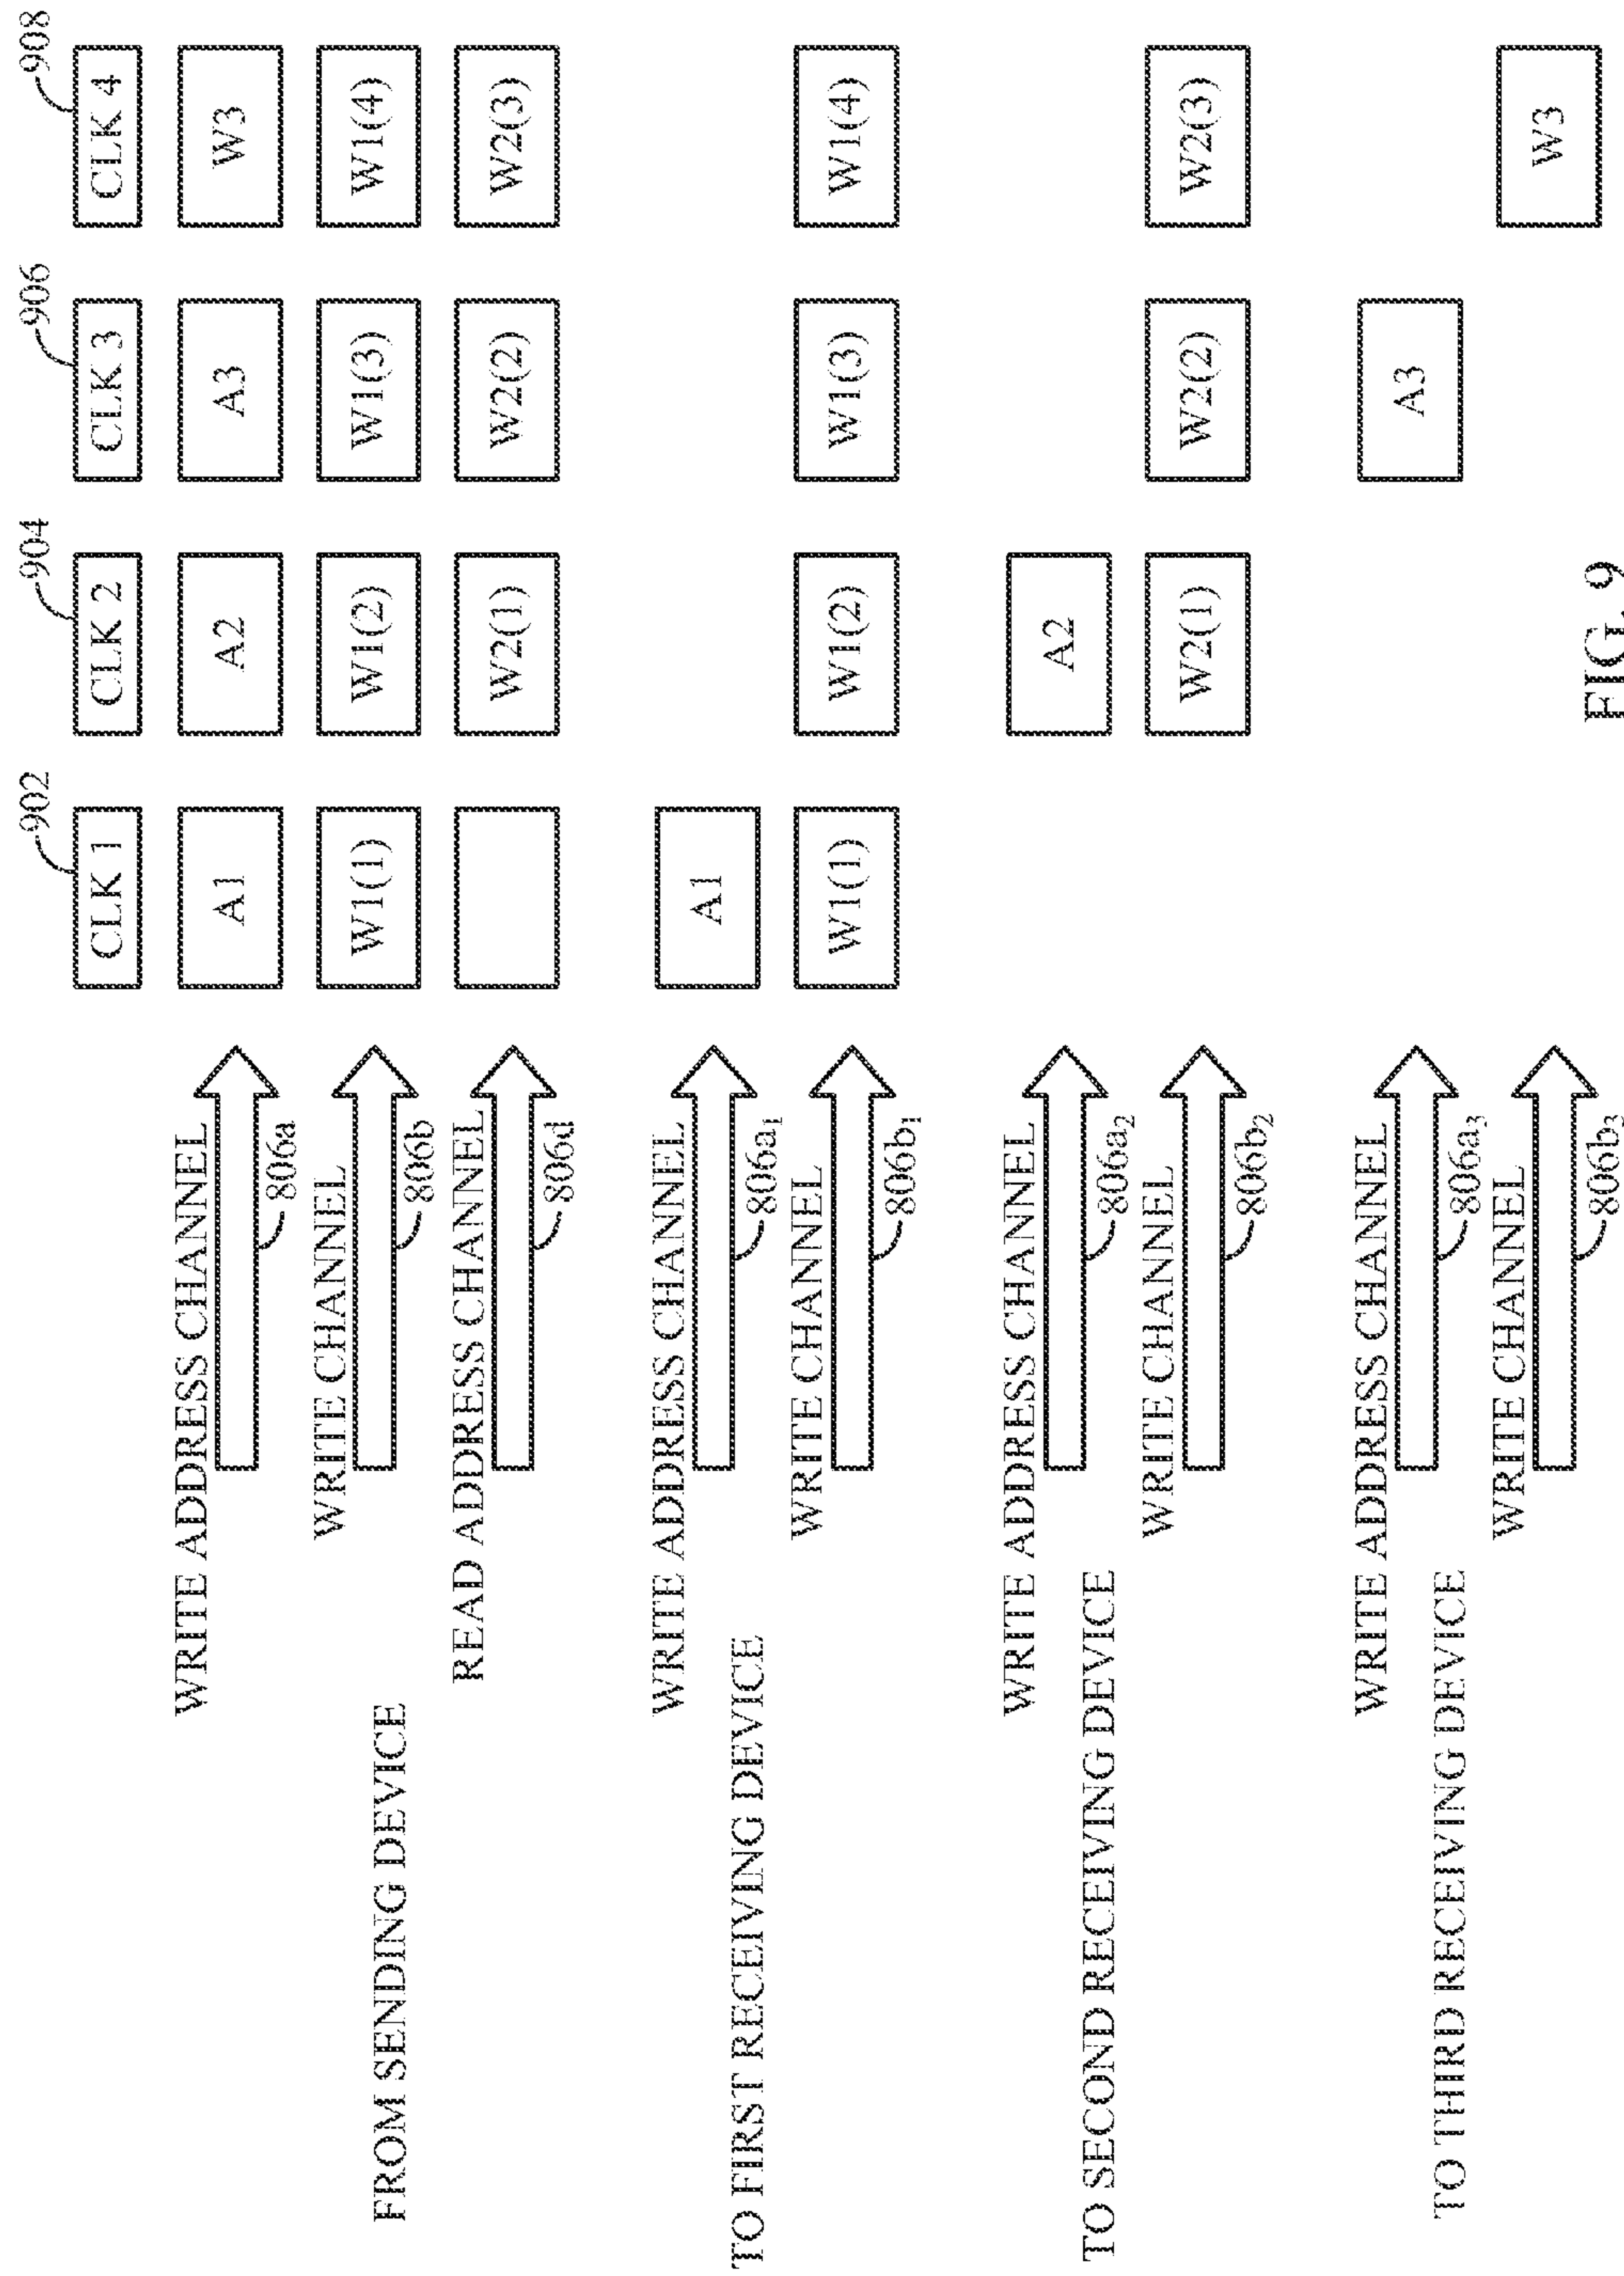 902 904 906 908
CLK 1 CLK 2 CLK 3 CLK 4
WRITE ADDRESS CHANNEL
806a
A1 A2 A3 W3
WRITE CHANNEL
806b
W1(1) W1(2) W1(3) W1(4)
FROM SENDING DEVICE
READ ADDRESS CHANNEL
806d
W2(1) W2(2) W2(3)
WRITE ADDRESS CHANNEL
806a1
A1
TO FIRST RECEIVING DEVICE
WRITE CHANNEL
806b1
W1(1) W1(2) W1(3) W1(4)
WRITE ADDRESS CHANNEL
806a2
A2
TO SECOND RECEIVING DEVICE
WRITE CHANNEL
806b2
W2(1) W2(2) W2(3)
WRITE ADDRESS CHANNEL
806a3
A3
TO THIRD RECEIVING DEVICE
WRITE CHANNEL
806b3
W3
FIG. 9